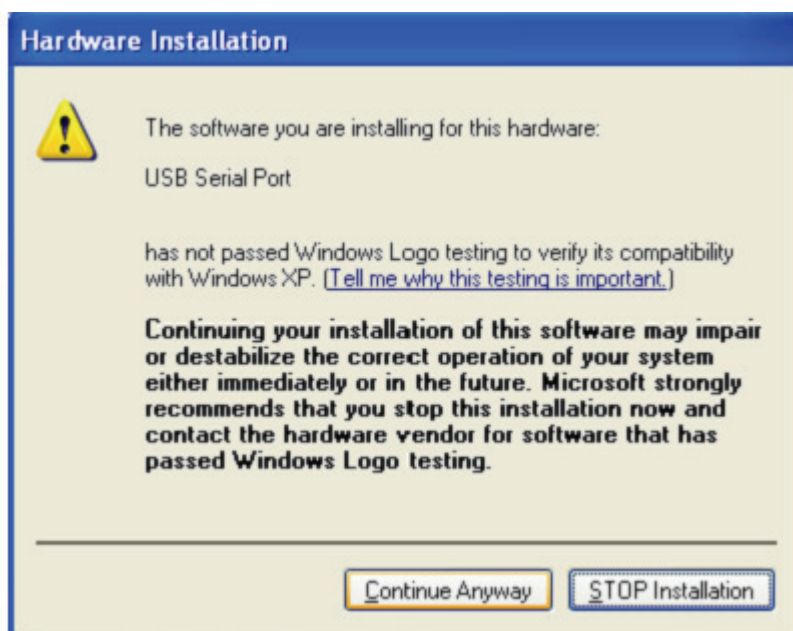 Hardware Installation
The software you are installing for this hardware:
USB Serial Port
has not passed Windows Logo testing to verify its compatibility
with Windows XP. (Tell me why this testing is important.)
Continuing your installation of this software may impair
or destabilize the correct operation of your system
either immediately or in the future. Microsoft strongly
recommends that you stop this installation now and
contact the hardware vendor for software that has
passed Windows Logo testing.
Continue Anyway STOP Installation